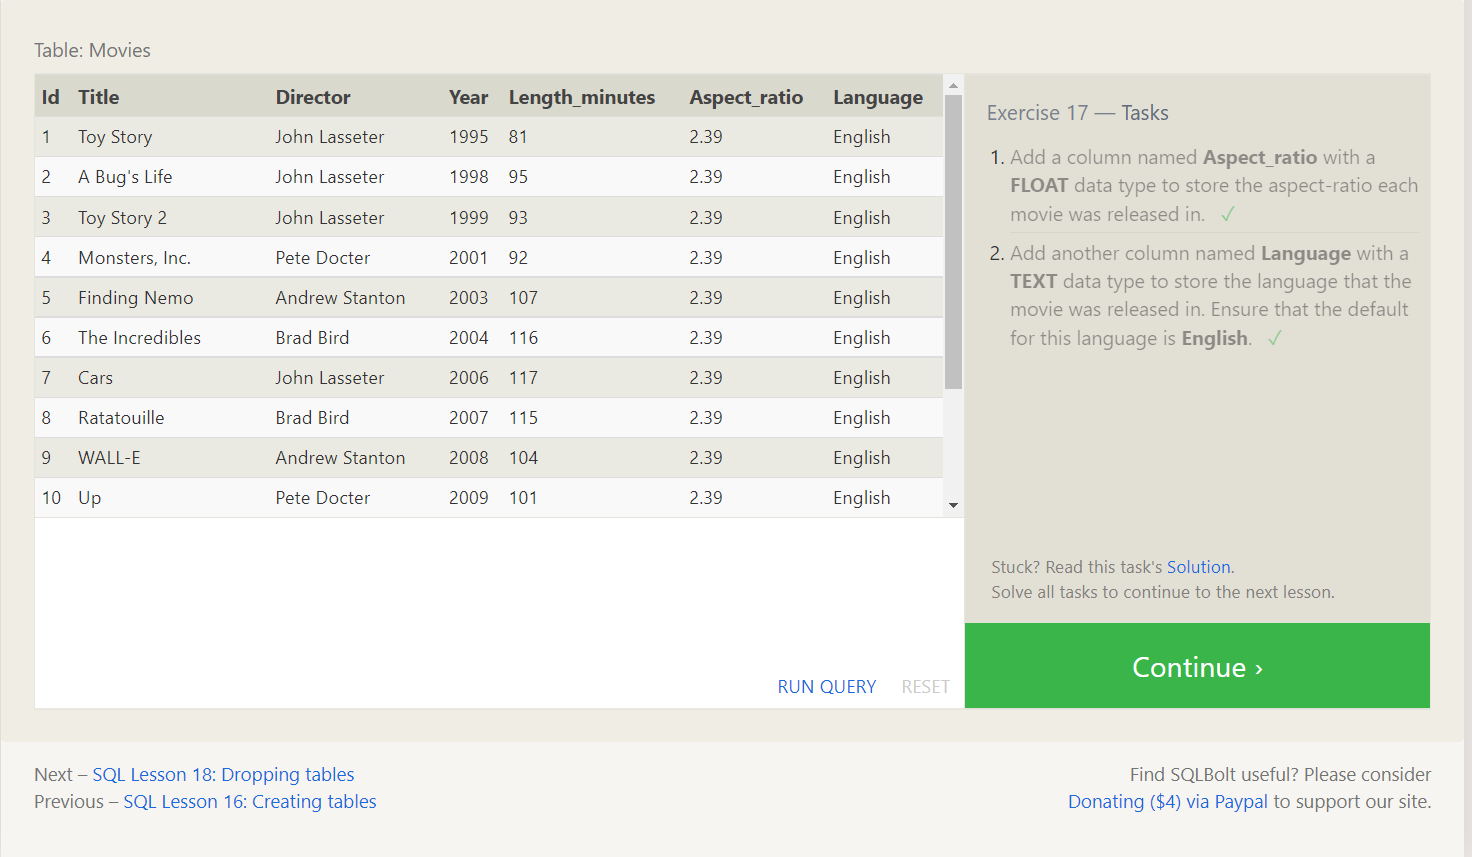 Table: Movies
Id Title Director Year Length_minutes Aspect_ratio Language
1 Toy Story John Lasseter 1995 81 2.39 English
2 A Bug's Life John Lasseter 1998 95 2.39 English
3 Toy Story 2 John Lasseter 1999 93 2.39 English
4 Monsters, Inc. Pete Docter 2001 92 2.39 English
5 Finding Nemo Andrew Stanton 2003 107 2.39 English
6 The Incredibles Brad Bird 2004 116 2.39 English
7 Cars John Lasseter 2006 117 2.39 English
8 Ratatouille Brad Bird 2007 115 2.39 English
9 WALL-E Andrew Stanton 2008 104 2.39 English
10 Up Pete Docter 2009 101 2.39 English
RUN QUERY RESET
Exercise 17 — Tasks
1. Add a column named Aspect_ratio with a
FLOAT data type to store the aspect-ratio each
movie was released in. ✓
2. Add another column named Language with a
TEXT data type to store the language that the
movie was released in. Ensure that the default
for this language is English. ✓
Stuck? Read this task's Solution.
Solve all tasks to continue to the next lesson.
Continue ›
Next – SQL Lesson 18: Dropping tables
Previous – SQL Lesson 16: Creating tables
Find SQLBolt useful? Please consider
Donating ($4) via Paypal to support our site.